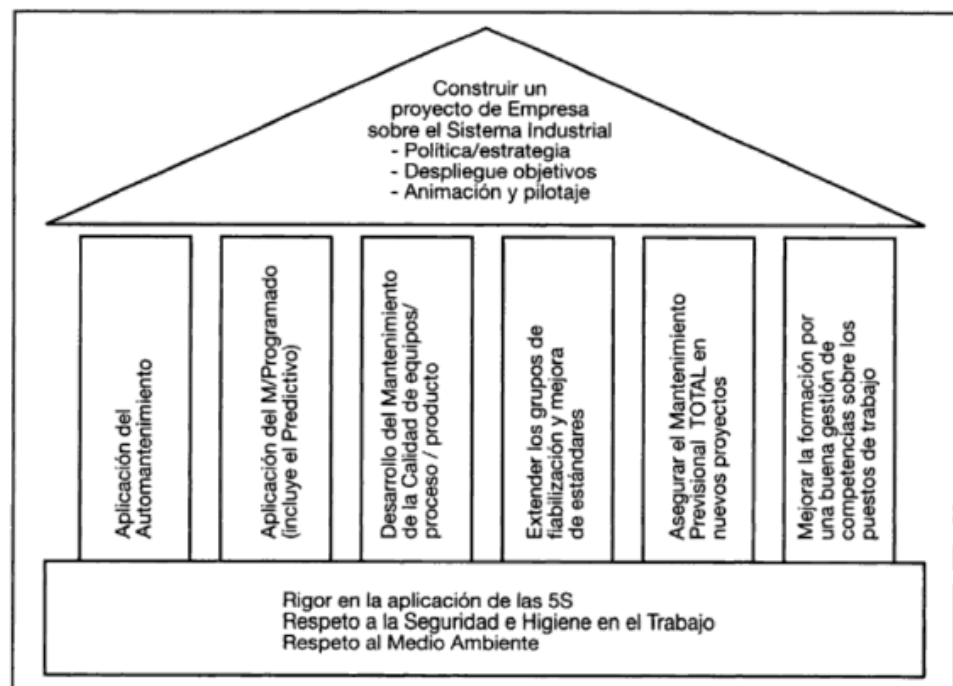 Construir un
proyecto de Empresa
sobre el Sistema Industrial
- Política/estrategia
- Despliegue objetivos
- Animación y pilotaje
Aplicación del
Automantenimiento
Aplicación del M/Programado
(incluye el Predictivo)
Desarrollo del Mantenimiento
de la Calidad de equipos/
proceso / producto
Extender los grupos de
fiabilización y mejora
de estándares
Asegurar el Mantenimiento
Previsional TOTAL en
nuevos proyectos
Mejorar la formación por
una buena gestión de
competencias sobre los
puestos de trabajo
Rigor en la aplicación de las 5S
Respeto a la Seguridad e Higiene en el Trabajo
Respeto al Medio Ambiente